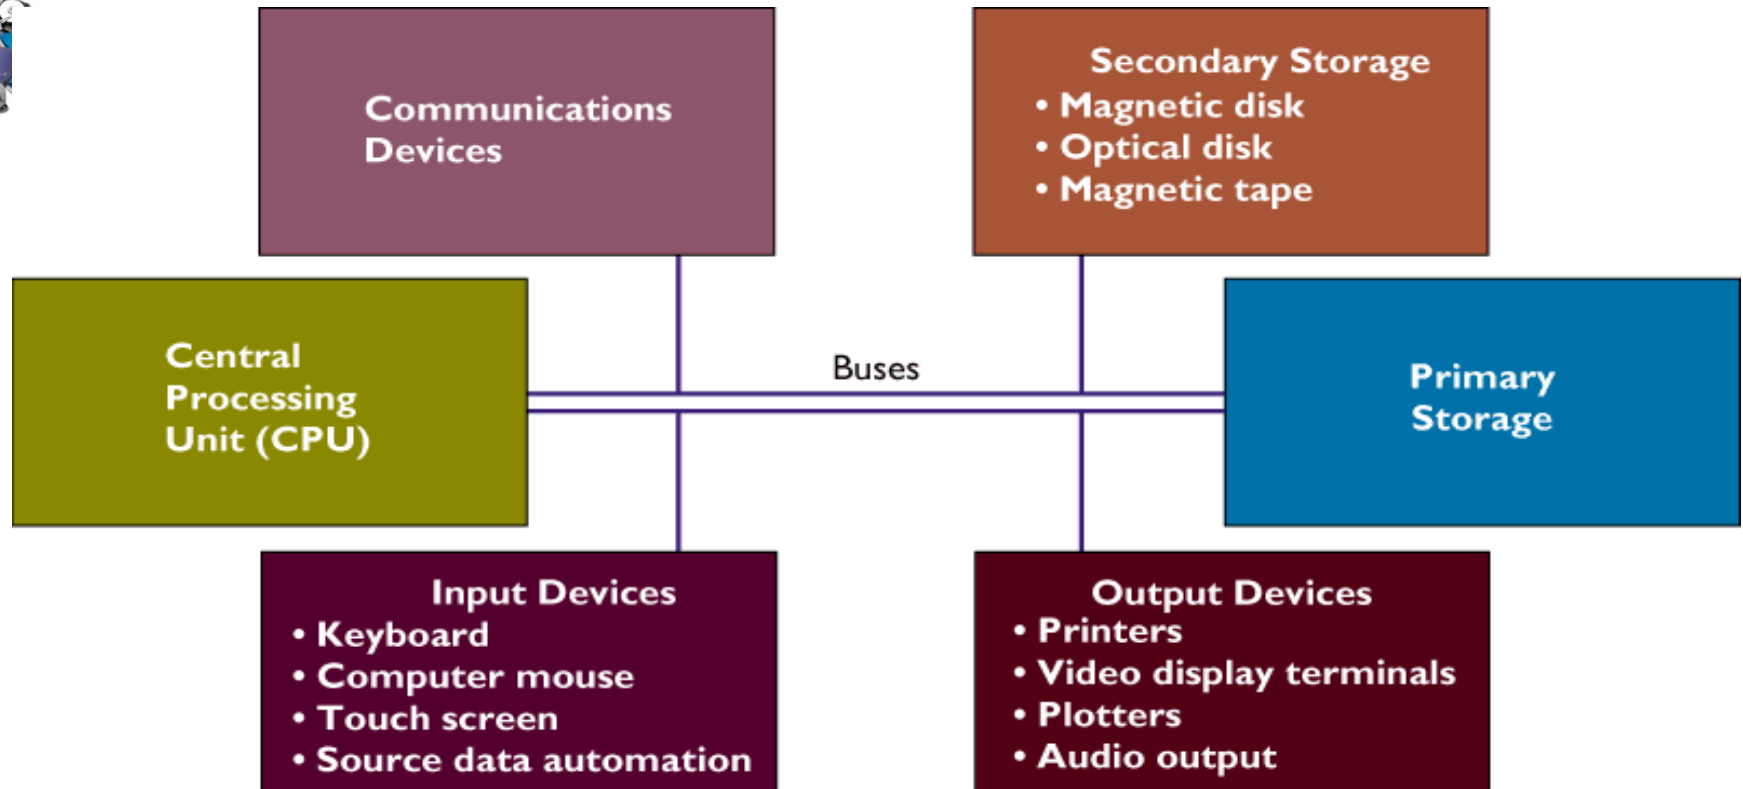 Communications
Devices
Secondary Storage
• Magnetic disk
• Optical disk
• Magnetic tape
Central
Processing
Unit (CPU)
Buses
Primary
Storage
Input Devices
• Keyboard
• Computer mouse
• Touch screen
• Source data automation
Output Devices
• Printers
• Video display terminals
• Plotters
• Audio output